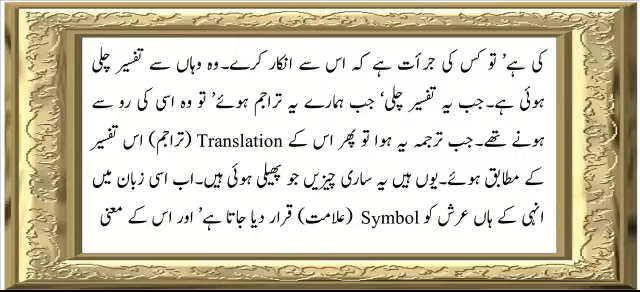 کی ہے’ تو کس کی جرأت ہے کہ اس سے انکار کرے۔ وہ وہاں سے تفسیر چلی
ہوئی ہے۔ جب یہ تفسیر چلی‘ جب ہمارے یہ تراجم ہوئے’ تو وہ اسی کی رو سے
ہونے تھے۔ جب ترجمہ یہ ہوا تو پھر اس کے Translation (تراجم) اس تفسیر
کے مطابق ہوئے۔ یوں ہیں یہ ساری چیزیں جو پھیلی ہوئی ہیں۔ اب اسی زبان میں
انہی کے ہاں عرش کو Symbol (علامت) قرار دیا جاتا ہے’ اور اس کے معنی